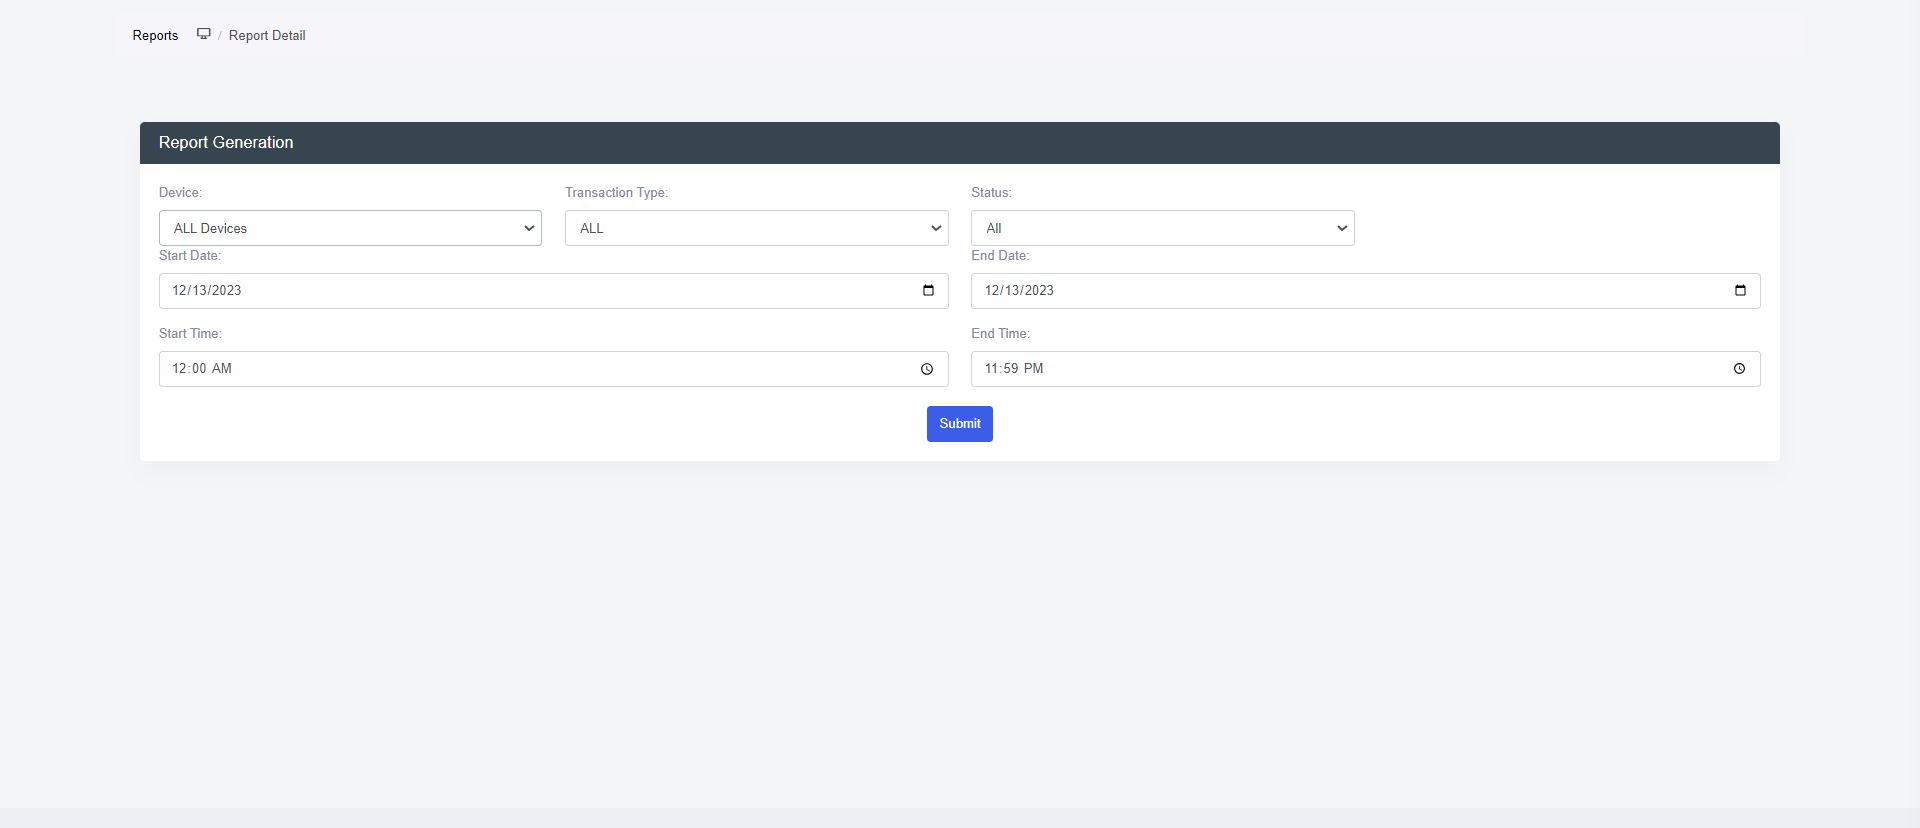 Reports / Report Detail
Report Generation
Device: Transaction Type: Status:
ALL Devices ALL All
Start Date: End Date:
12/13/2023 12/13/2023
Start Time: End Time:
12:00 AM 11:59 PM
Submit